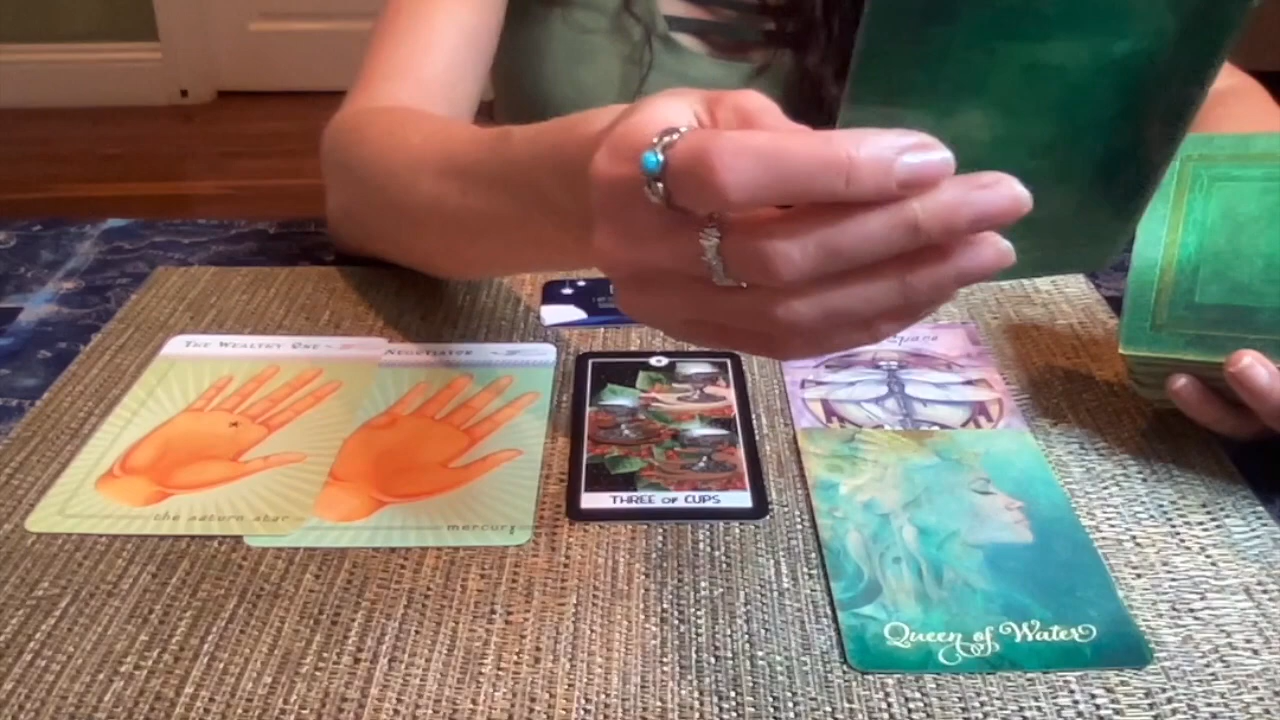 THE WEALTHY ONE
NEGOTIATOR
the saturn star
mercury
THREE OF CUPS
Queen of Water